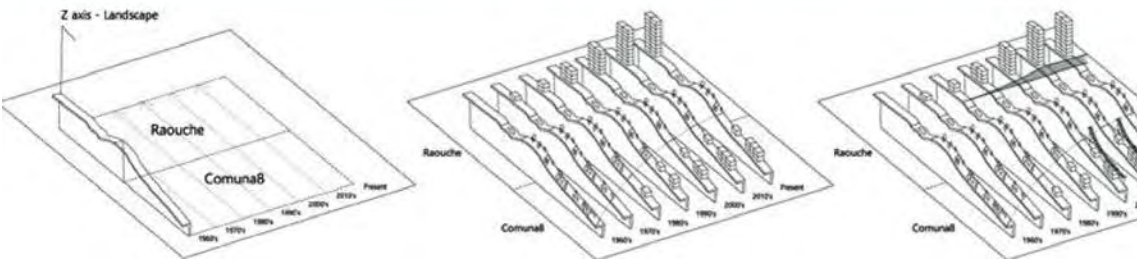 Z axis - Landscape
Raouche
Comuna8
1960's
1970's
1980's
1990's
2000's
2010's
Present
Raouche
Comuna8
1960's
1970's
1980's
1990's
2000's
2010's
Present
Raouche
Comuna8
1960's
1970's
1980's
1990's